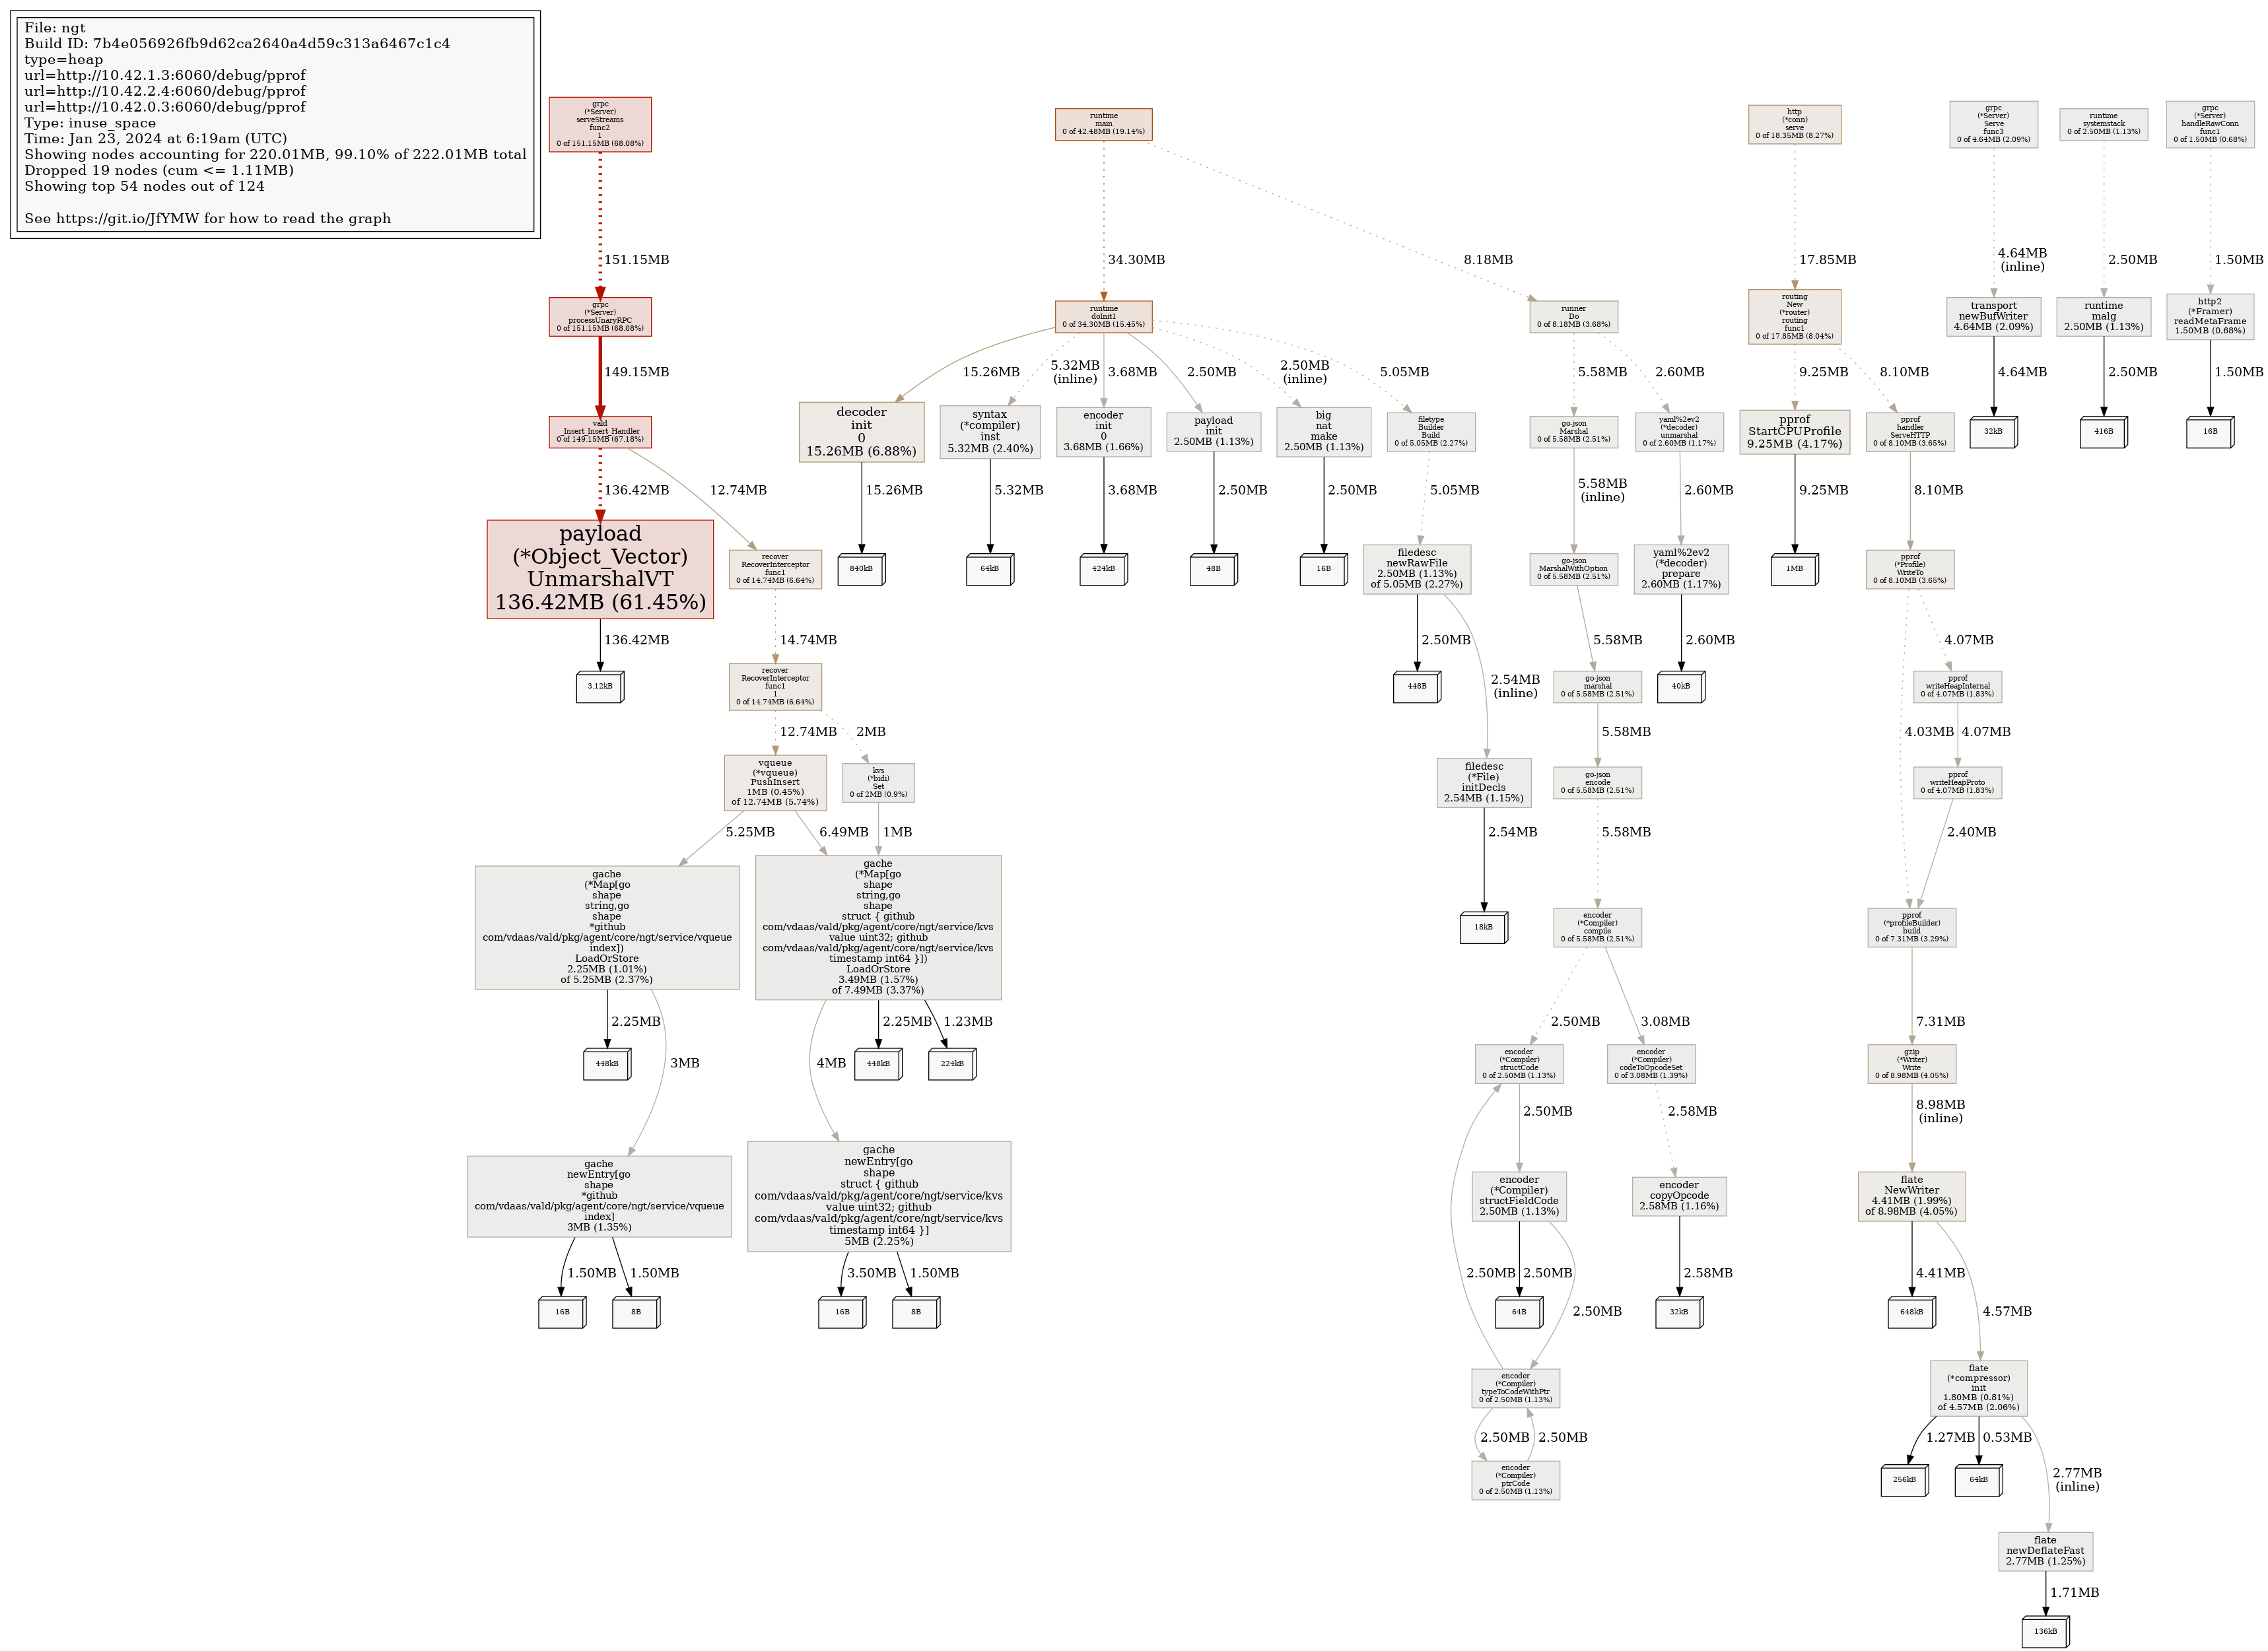 File: ngt
Build ID: 7b4e056926fb9d62ca2640a4d59c313a6467c1c4
type=heap
url=http://10.42.1.3:6060/debug/pprof
url=http://10.42.2.4:6060/debug/pprof
url=http://10.42.0.3:6060/debug/pprof
Type: inuse_space
Time: Jan 23, 2024 at 6:19am (UTC)
Showing nodes accounting for 220.01MB, 99.10% of 222.01MB total
Dropped 19 nodes (cum <= 1.11MB)
Showing top 54 nodes out of 124
See https://git.io/JfYMW for how to read the graph
grpc
(*Server)
serveStreams
func2
1
0 of 151.15MB (68.08%)
runtime
main
0 of 42.48MB (19.14%)
http
(*conn)
serve
0 of 18.35MB (8.27%)
grpc
(*Server)
Serve
func3
0 of 4.64MB (2.09%)
runtime
systemstack
0 of 2.50MB (1.13%)
grpc
(*Server)
handleRawConn
func1
0 of 1.50MB (0.68%)
151.15MB
34.30MB
8.18MB
17.85MB
4.64MB
(inline)
2.50MB
1.50MB
grpc
(*Server)
processUnaryRPC
0 of 151.15MB (68.08%)
runtime
doInit1
0 of 34.30MB (15.45%)
runner
Do
0 of 8.18MB (3.68%)
routing
New
(*router)
routing
func1
0 of 17.85MB (8.04%)
transport
newBufWriter
4.64MB (2.09%)
runtime
malg
2.50MB (1.13%)
http2
(*Framer)
readMetaFrame
1.50MB (0.68%)
149.15MB
15.26MB
5.32MB
(inline)
3.68MB
2.50MB
2.50MB
(inline)
5.05MB
5.58MB
2.60MB
9.25MB
8.10MB
4.64MB
2.50MB
1.50MB
vald
_Insert_Insert_Handler
0 of 149.15MB (67.18%)
decoder
init
0
15.26MB (6.88%)
syntax
(*compiler)
inst
5.32MB (2.40%)
encoder
init
0
3.68MB (1.66%)
payload
init
2.50MB (1.13%)
big
nat
make
2.50MB (1.13%)
filetype
Builder
Build
0 of 5.05MB (2.27%)
go-json
Marshal
0 of 5.58MB (2.51%)
yaml%2ev2
(*decoder)
unmarshal
0 of 2.60MB (1.17%)
pprof
StartCPUProfile
9.25MB (4.17%)
pprof
handler
ServeHTTP
0 of 8.10MB (3.65%)
32kB
416B
16B
136.42MB
12.74MB
15.26MB
5.32MB
3.68MB
2.50MB
2.50MB
5.05MB
5.58MB
(inline)
2.60MB
9.25MB
8.10MB
payload
(*Object_Vector)
UnmarshalVT
136.42MB (61.45%)
recover
RecoverInterceptor
func1
0 of 14.74MB (6.64%)
840kB
64kB
424kB
48B
16B
filedesc
newRawFile
2.50MB (1.13%)
of 5.05MB (2.27%)
go-json
MarshalWithOption
0 of 5.58MB (2.51%)
yaml%2ev2
(*decoder)
prepare
2.60MB (1.17%)
1MB
pprof
(*Profile)
WriteTo
0 of 8.10MB (3.65%)
136.42MB
14.74MB
2.50MB
2.54MB
(inline)
5.58MB
2.60MB
4.07MB
3.12kB
recover
RecoverInterceptor
func1
1
0 of 14.74MB (6.64%)
448B
go-json
marshal
0 of 5.58MB (2.51%)
40kB
pprof
writeHeapInternal
0 of 4.07MB (1.83%)
12.74MB
2MB
5.58MB
4.03MB
4.07MB
vqueue
(*vqueue)
PushInsert
1MB (0.45%)
of 12.74MB (5.74%)
kvs
(*bidi)
Set
0 of 2MB (0.9%)
filedesc
(*File)
initDecls
2.54MB (1.15%)
go-json
encode
0 of 5.58MB (2.51%)
pprof
writeHeapProto
0 of 4.07MB (1.83%)
5.25MB
6.49MB
1MB
2.54MB
5.58MB
2.40MB
gache
(*Map[go
shape
string,go
shape
*github
com/vdaas/vald/pkg/agent/core/ngt/service/vqueue
index])
LoadOrStore
2.25MB (1.01%)
of 5.25MB (2.37%)
gache
(*Map[go
shape
string,go
shape
struct { github
com/vdaas/vald/pkg/agent/core/ngt/service/kvs
value uint32; github
com/vdaas/vald/pkg/agent/core/ngt/service/kvs
timestamp int64 }])
LoadOrStore
3.49MB (1.57%)
of 7.49MB (3.37%)
18kB
encoder
(*Compiler)
compile
0 of 5.58MB (2.51%)
pprof
(*profileBuilder)
build
0 of 7.31MB (3.29%)
2.25MB
3MB
4MB
2.25MB
1.23MB
2.50MB
3.08MB
7.31MB
448kB
448kB
224kB
encoder
(*Compiler)
structCode
0 of 2.50MB (1.13%)
encoder
(*Compiler)
codeToOpcodeSet
0 of 3.08MB (1.39%)
gzip
(*Writer)
Write
0 of 8.98MB (4.05%)
2.50MB
2.58MB
8.98MB
(inline)
gache
newEntry[go
shape
*github
com/vdaas/vald/pkg/agent/core/ngt/service/vqueue
index]
3MB (1.35%)
gache
newEntry[go
shape
struct { github
com/vdaas/vald/pkg/agent/core/ngt/service/kvs
value uint32; github
com/vdaas/vald/pkg/agent/core/ngt/service/kvs
timestamp int64 }]
5MB (2.25%)
encoder
(*Compiler)
structFieldCode
2.50MB (1.13%)
encoder
copyOpcode
2.58MB (1.16%)
flate
NewWriter
4.41MB (1.99%)
of 8.98MB (4.05%)
1.50MB
1.50MB
3.50MB
1.50MB
2.50MB
2.50MB
2.50MB
2.58MB
4.41MB
4.57MB
16B
8B
16B
8B
64B
32kB
648kB
encoder
(*Compiler)
typeToCodeWithPtr
0 of 2.50MB (1.13%)
flate
(*compressor)
init
1.80MB (0.81%)
of 4.57MB (2.06%)
2.50MB
2.50MB
1.27MB
0.53MB
2.77MB
(inline)
encoder
(*Compiler)
ptrCode
0 of 2.50MB (1.13%)
256kB
64kB
flate
newDeflateFast
2.77MB (1.25%)
1.71MB
136kB